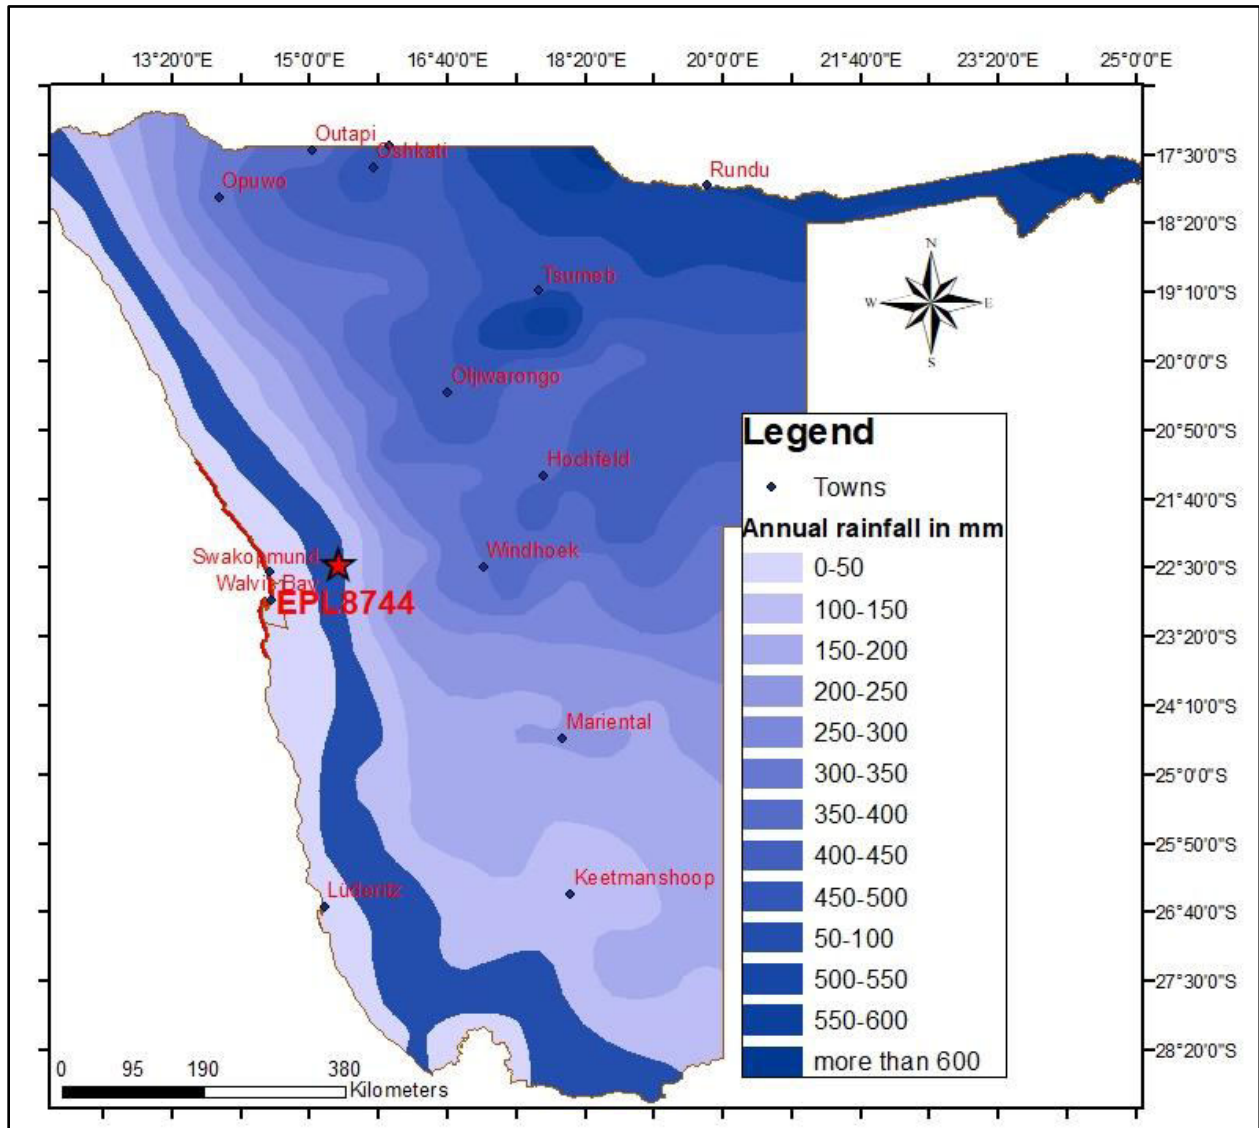 13°20'0"E 15°0'0"E 16°40'0"E 18°20'0"E 20°0'0"E 21°40'0"E 23°20'0"E 25°0'0"E
Outapi
Oshkati
Opuwo
Rundu
Tsumeb
Otjiwarongo
Hochfeld
Swakopmund
Walvis Bay
EPL8744
Windhoek
Mariental
Keetmanshoop
Lüderitz
N
W
E
S
17°30'0"S
18°20'0"S
19°10'0"S
20°0'0"S
20°50'0"S
21°40'0"S
22°30'0"S
23°20'0"S
24°10'0"S
25°0'0"S
25°50'0"S
26°40'0"S
27°30'0"S
28°20'0"S
Legend
Towns
Annual rainfall in mm
0-50
100-150
150-200
200-250
250-300
300-350
350-400
400-450
450-500
50-100
500-550
550-600
more than 600
0 95 190 380
Kilometers